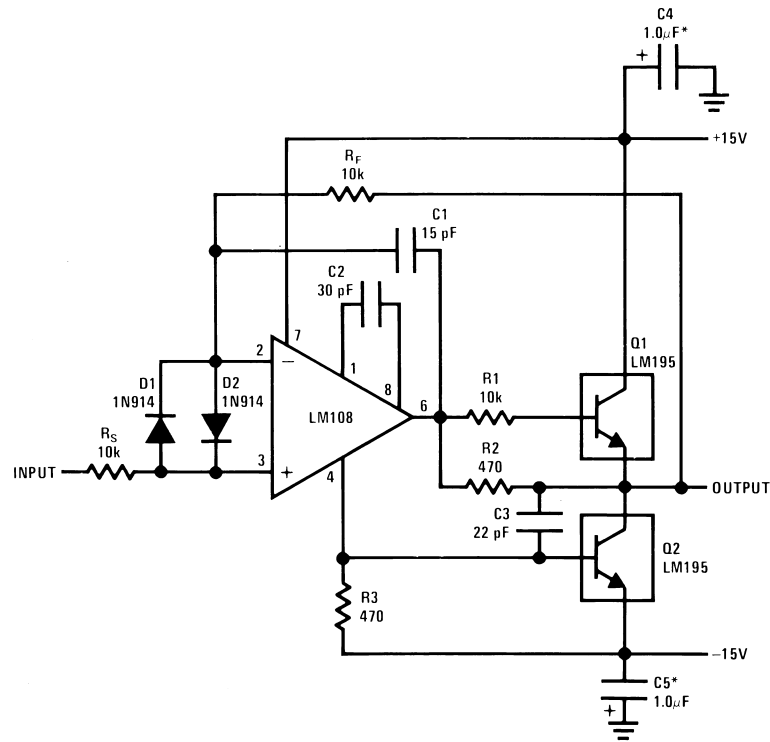 C4
1.0μF*
+
+15V
RF
10k
C1
15 pF
C2
30 pF
7
Q1
LM195
2
−
1
D1
1N914
D2
1N914
8
R1
10k
LM108
6
RS
10k
R2
470
INPUT
3
+
4
OUTPUT
C3
22 pF
Q2
LM195
R3
470
−15V
C5*
1.0μF
+